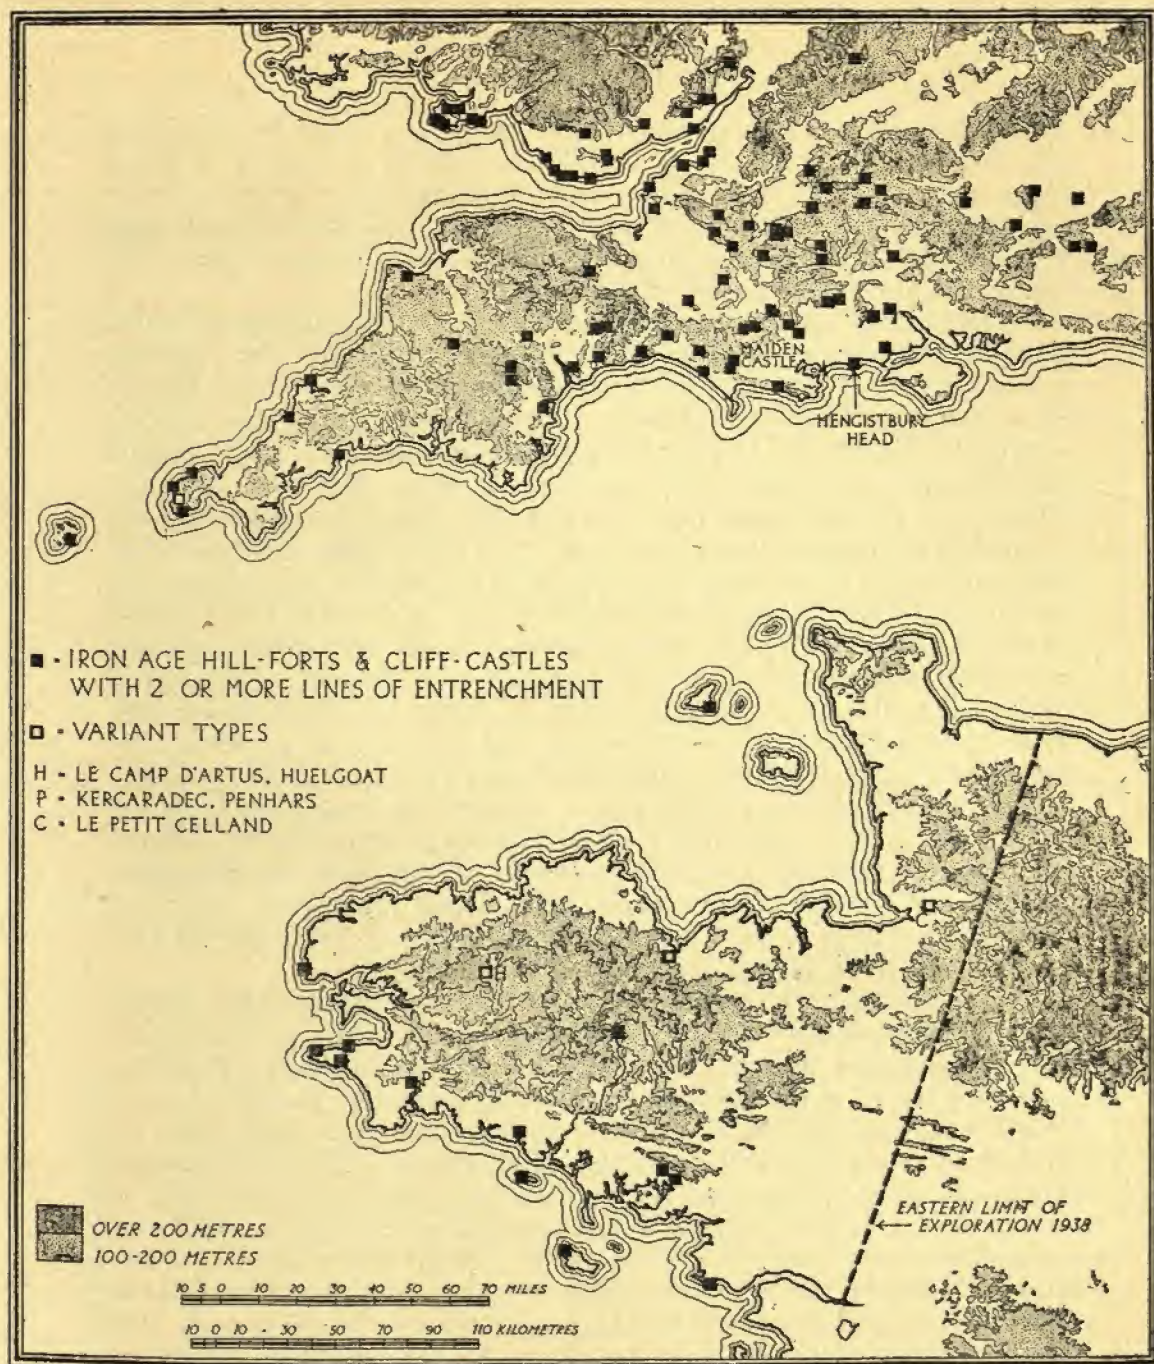 MAIDEN
CASTLE
HENGISTBURY
HEAD
■ · IRON AGE HILL-FORTS & CLIFF-CASTLES
WITH 2 OR MORE LINES OF ENTRENCHMENT
□ · VARIANT TYPES
H · LE CAMP D'ARTUS, HUELGOAT
P · KERCARADEC, PENHARS
C · LE PETIT CELLAND
C
H
P
EASTERN LIMIT OF
EXPLORATION 1938
OVER 200 METRES
100-200 METRES
10 5 0 10 20 30 40 50 60 70 MILES
10 0 10 · 30 50 70 90 110 KILOMETRES